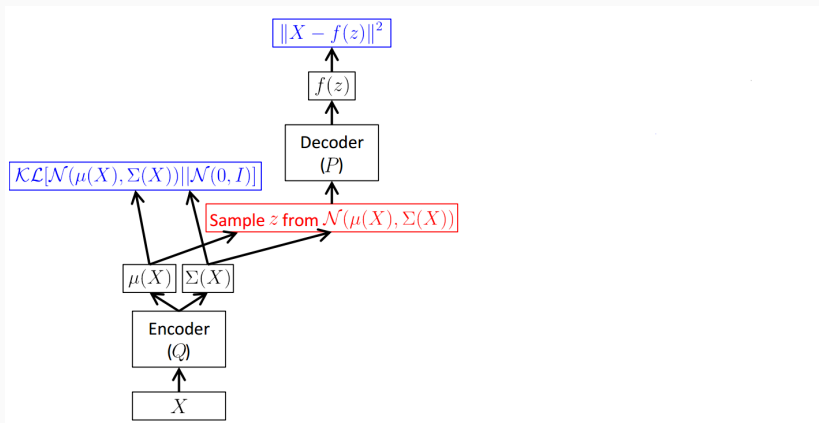 ‖X − f(z)‖²
f(z)
Decoder
(P)
𝒦ℒ[𝒩(μ(X), Σ(X))||𝒩(0, I)]
Sample z from 𝒩(μ(X), Σ(X))
μ(X) Σ(X)
Encoder
(Q)
X